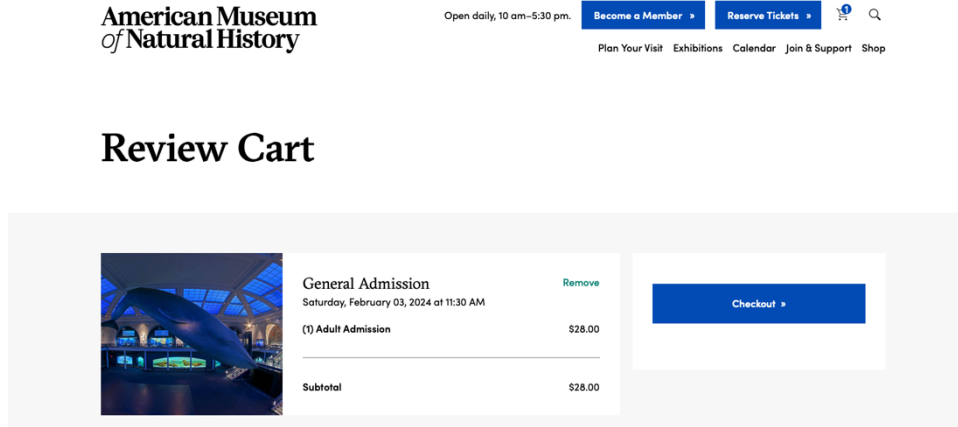 American Museum
of Natural History
Open daily, 10 am–5:30 pm.
Become a Member »
Reserve Tickets »
1
Plan Your Visit Exhibitions Calendar Join & Support Shop
Review Cart
General Admission
Remove
Saturday, February 03, 2024 at 11:30 AM
(1) Adult Admission $28.00
Subtotal $28.00
Checkout »